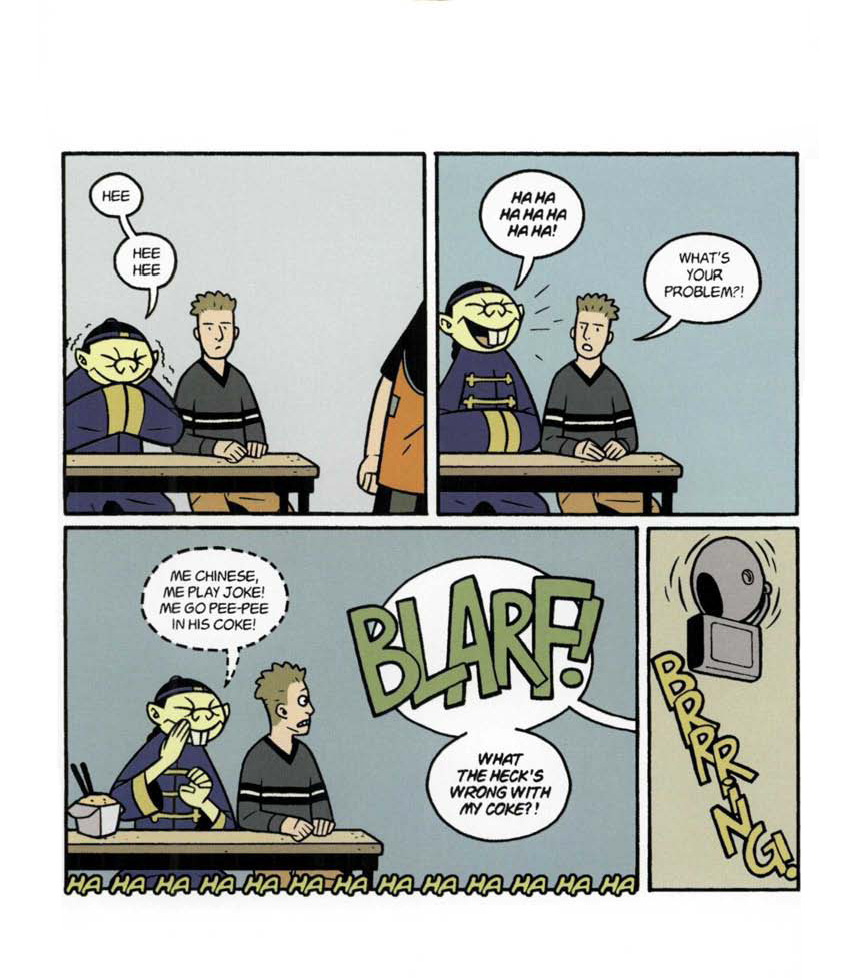 HEE
HEE
HEE
HA HA
HA HA HA
HA HA!
WHAT'S
YOUR
PROBLEM?!
ME CHINESE,
ME PLAY JOKE!
ME GO PEE-PEE
IN HIS COKE!
BLARF!
WHAT
THE HECK'S
WRONG WITH
MY COKE?!
HA HA HA HA HA HA HA HA HA HA HA HA HA
BRRRING!